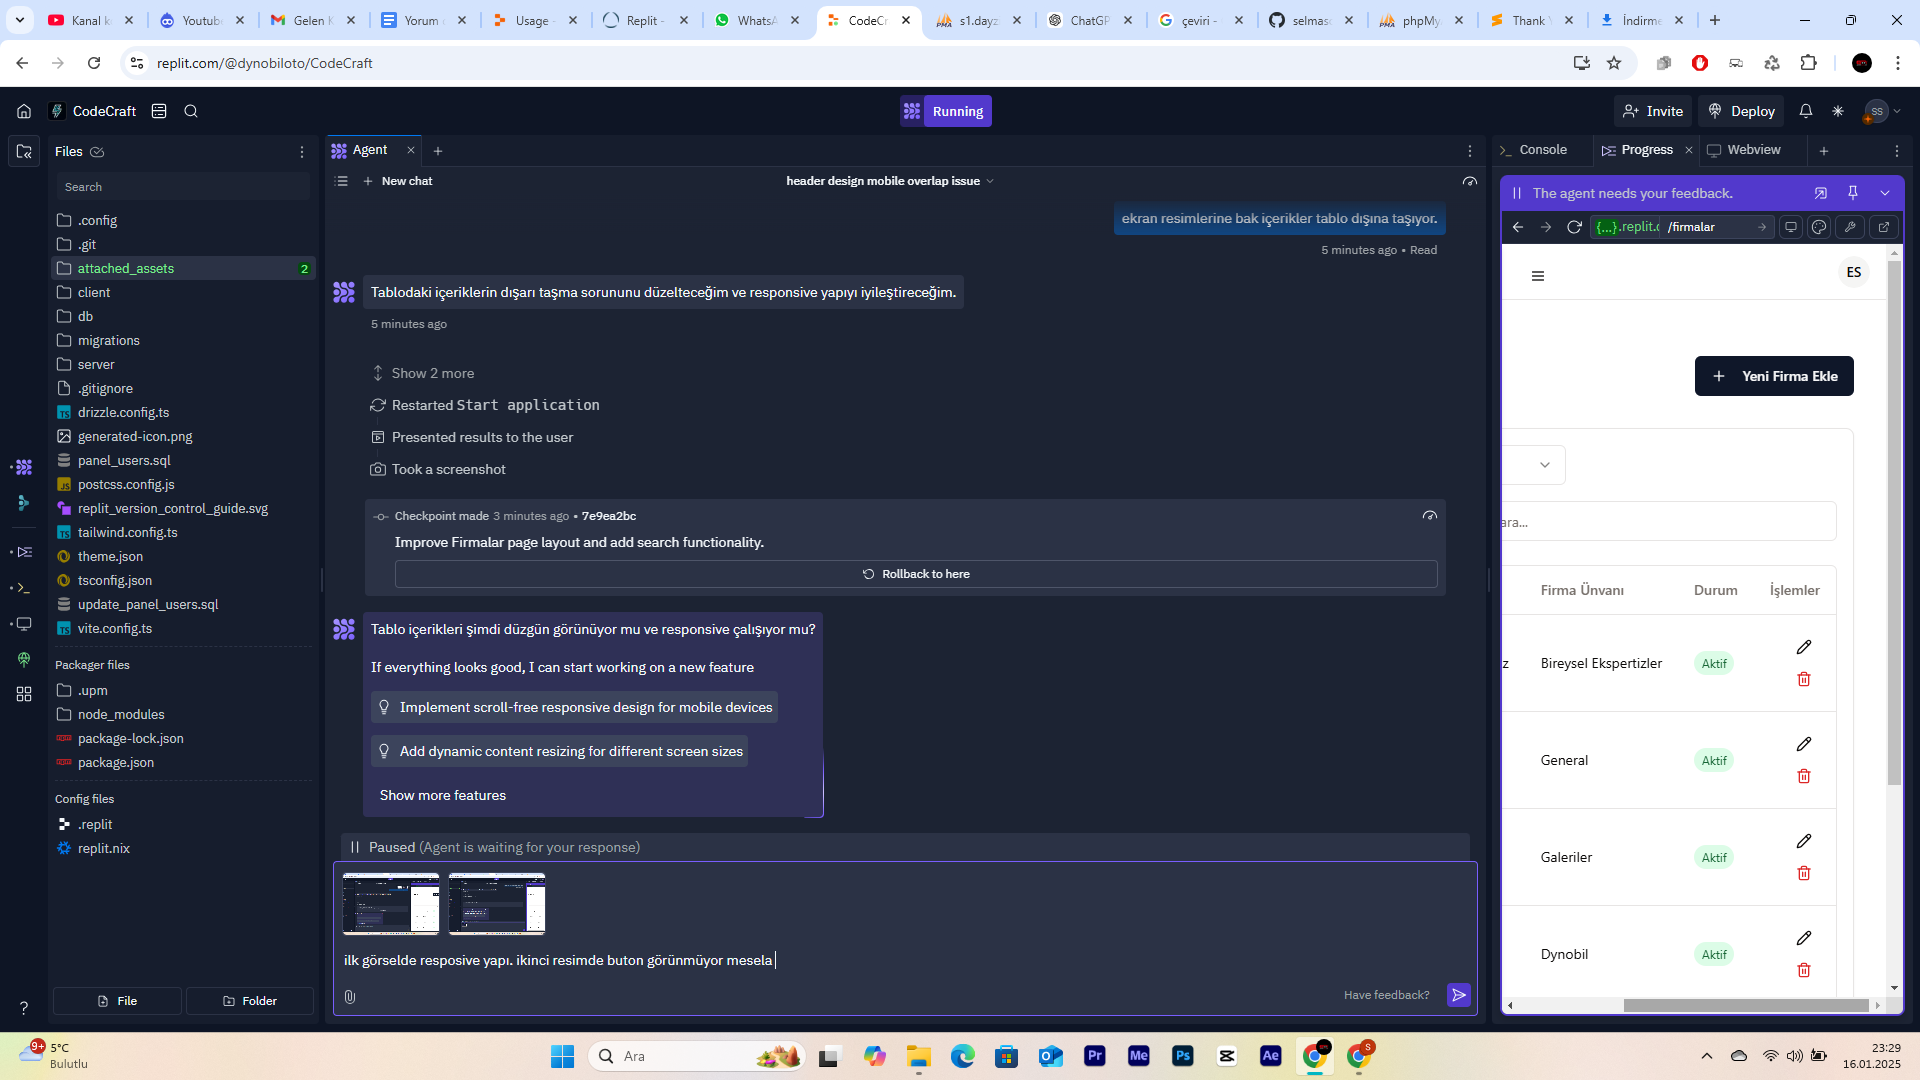 Kanal k
Youtub
Gelen K
Yorum
Usage -
Replit -
WhatsA
CodeCr
s1.dayz
ChatGP
çeviri -
selmas
phpMy
Thank
İndirme
replit.com/@dynobiloto/CodeCraft
CodeCraft
Running
Invite
Deploy
SS
Files
Search
.config
.git
attached_assets
2
client
db
migrations
server
.gitignore
drizzle.config.ts
generated-icon.png
panel_users.sql
postcss.config.js
replit_version_control_guide.svg
tailwind.config.ts
theme.json
tsconfig.json
update_panel_users.sql
vite.config.ts
Packager files
.upm
node_modules
package-lock.json
package.json
Config files
.replit
replit.nix
File
Folder
Agent
New chat
header design mobile overlap issue
ekran resimlerine bak içerikler tablo dışına taşıyor.
5 minutes ago • Read
Tablodaki içeriklerin dışarı taşma sorununu düzelteceğim ve responsive yapıyı iyileştireceğim.
5 minutes ago
Show 2 more
Restarted Start application
Presented results to the user
Took a screenshot
Checkpoint made 3 minutes ago • 7e9ea2bc
Improve Firmalar page layout and add search functionality.
Rollback to here
Tablo içerikleri şimdi düzgün görünüyor mu ve responsive çalışıyor mu?
If everything looks good, I can start working on a new feature
Implement scroll-free responsive design for mobile devices
Add dynamic content resizing for different screen sizes
Show more features
Paused (Agent is waiting for your response)
ilk görselde resposive yapı. ikinci resimde buton görünmüyor mesela
Have feedback?
Console
Progress
Webview
The agent needs your feedback.
{...}.replit.c
/firmalar
ES
Yeni Firma Ekle
ara...
Firma Ünvanı
Durum
İşlemler
z
Bireysel Ekspertizler
Aktif
General
Aktif
Galeriler
Aktif
Dynobil
Aktif
9+
5°C
Bulutlu
Ara
Pr
Me
Ps
Ae
S
23:29
16.01.2025